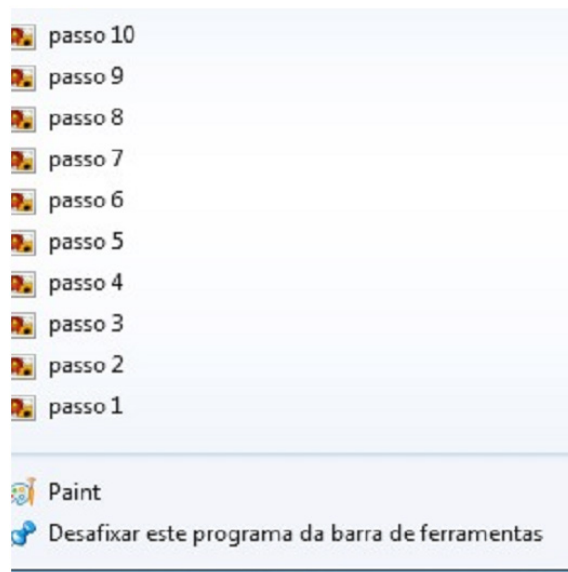 passo 10
passo 9
passo 8
passo 7
passo 6
passo 5
passo 4
passo 3
passo 2
passo 1
Paint
Desafixar este programa da barra de ferramentas